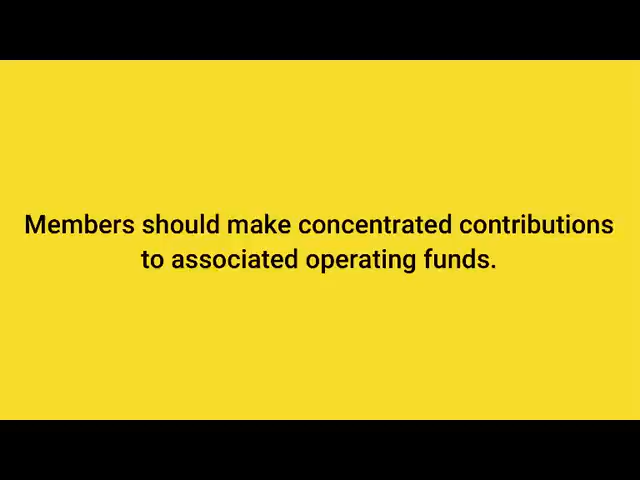 Members should make concentrated contributions
to associated operating funds.